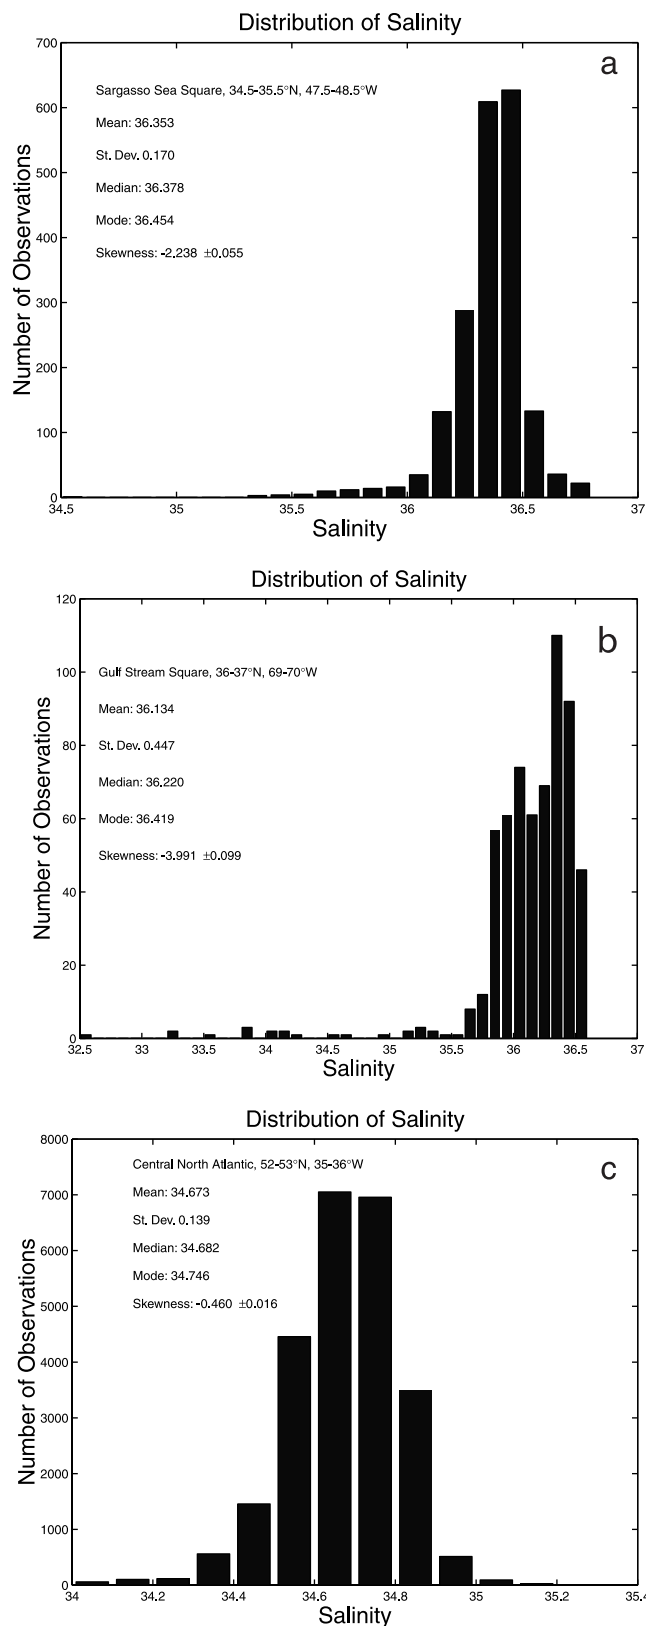 Distribution of Salinity
700
a
Sargasso Sea Square, 34.5-35.5°N, 47.5-48.5°W
600
Mean: 36.353
St. Dev. 0.170
500
Median: 36.378
Mode: 36.454
400
Skewness: -2.238 ±0.055
Number of Observations
300
200
100
0
34.5 35 35.5 36 36.5 37
Salinity
Distribution of Salinity
120
b
Gulf Stream Square, 36-37°N, 69-70°W
100
Mean: 36.134
St. Dev. 0.447
80
Median: 36.220
Mode: 36.419
60
Skewness: -3.991 ±0.099
Number of Observations
40
20
0
32.5 33 33.5 34 34.5 35 35.5 36 36.5 37
Salinity
Distribution of Salinity
8000
c
Central North Atlantic, 52-53°N, 35-36°W
Mean: 34.673
7000
St. Dev. 0.139
Median: 34.682
6000
Mode: 34.746
Skewness: -0.460 ±0.016
5000
Number of Observations
4000
3000
2000
1000
0
34 34.2 34.4 34.6 34.8 35 35.2 35.4
Salinity